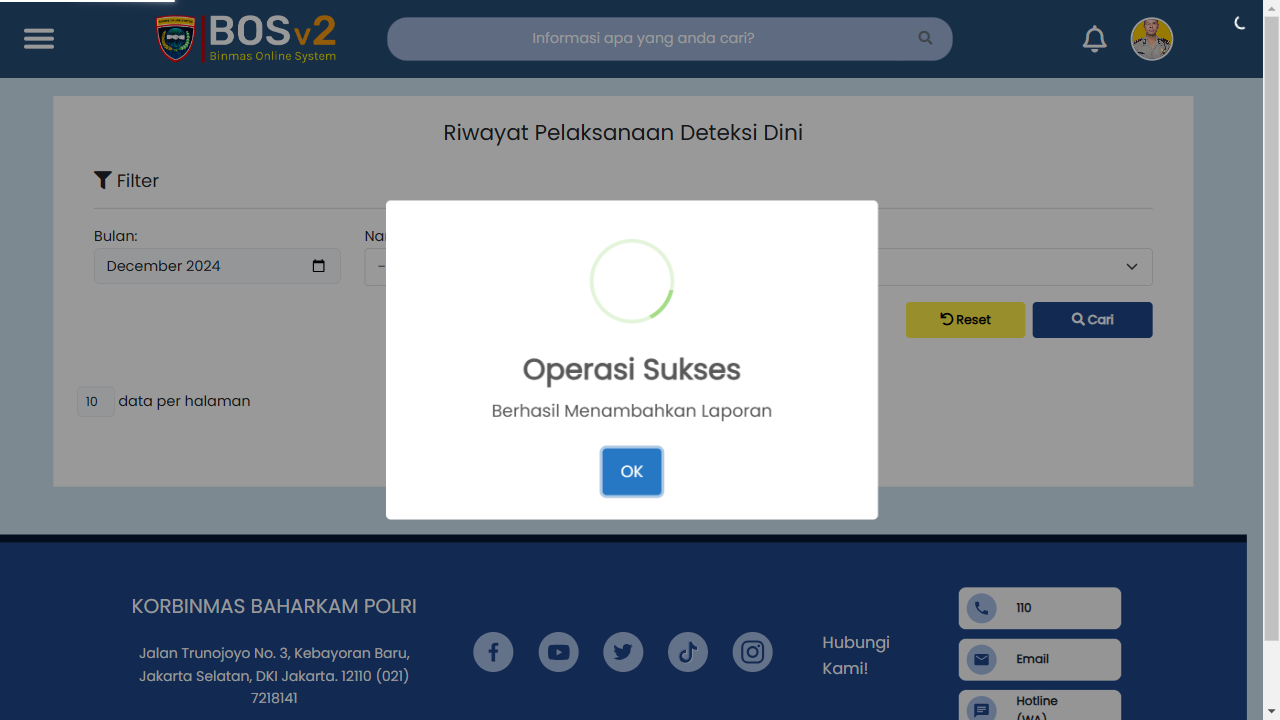 BOSv2
Binmas Online System
Informasi apa yang anda cari?
Riwayat Pelaksanaan Deteksi Dini
Filter
Bulan:
December 2024
Reset
Cari
10 data per halaman
Operasi Sukses
Berhasil Menambahkan Laporan
OK
KORBINMAS BAHARKAM POLRI
Jalan Trunojoyo No. 3, Kebayoran Baru,
Jakarta Selatan, DKI Jakarta. 12110 (021)
7218141
Hubungi
Kami!
110
Email
Hotline
(WA)